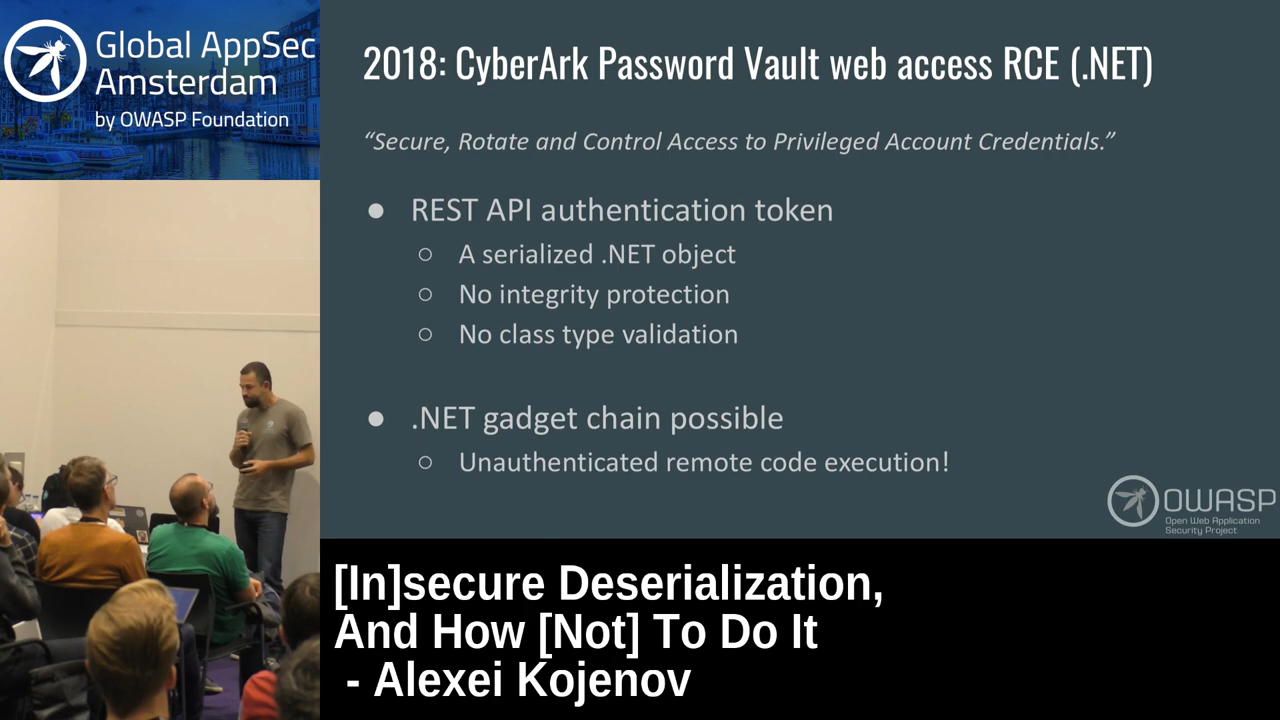 Global AppSec
Amsterdam
by OWASP Foundation
2018: CyberArk Password Vault web access RCE (.NET)
“Secure, Rotate and Control Access to Privileged Account Credentials.”
● REST API authentication token
○ A serialized .NET object
○ No integrity protection
○ No class type validation
● .NET gadget chain possible
○ Unauthenticated remote code execution!
OWASP
Open Web Application
Security Project
[In]secure Deserialization,
And How [Not] To Do It
- Alexei Kojenov